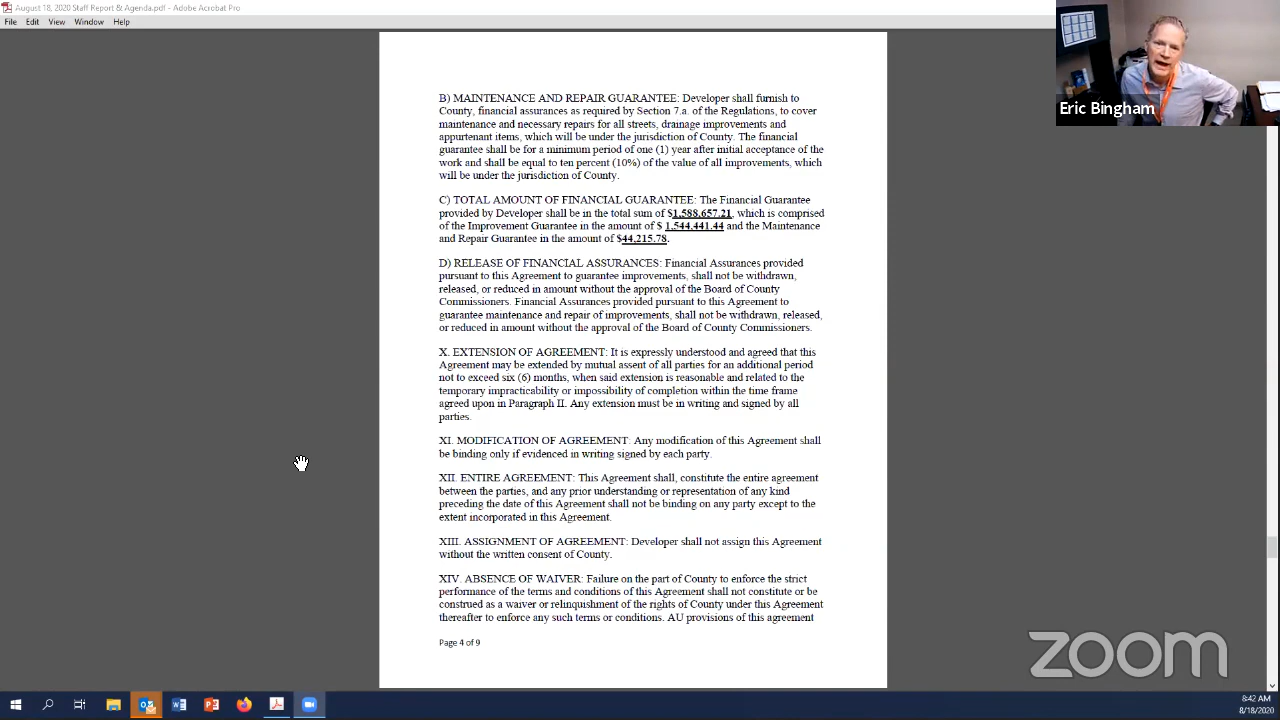 August 18, 2020 Staff Report & Agenda.pdf - Adobe Acrobat Pro
File Edit View Window Help
Eric Bingham
B) MAINTENANCE AND REPAIR GUARANTEE: Developer shall furnish to
County, financial assurances as required by Section 7.a. of the Regulations, to cover
maintenance and necessary repairs for all streets, drainage improvements and
appurtenant items, which will be under the jurisdiction of County. The financial
guarantee shall be for a minimum period of one (1) year after initial acceptance of the
work and shall be equal to ten percent (10%) of the value of all improvements, which
will be under the jurisdiction of County.
C) TOTAL AMOUNT OF FINANCIAL GUARANTEE: The Financial Guarantee
provided by Developer shall be in the total sum of $1,588,657.21, which is comprised
of the Improvement Guarantee in the amount of $ 1,544,441.44 and the Maintenance
and Repair Guarantee in the amount of $44,215.78.
D) RELEASE OF FINANCIAL ASSURANCES: Financial Assurances provided
pursuant to this Agreement to guarantee improvements, shall not be withdrawn,
released, or reduced in amount without the approval of the Board of County
Commissioners. Financial Assurances provided pursuant to this Agreement to
guarantee maintenance and repair of improvements, shall not be withdrawn, released,
or reduced in amount without the approval of the Board of County Commissioners.
X. EXTENSION OF AGREEMENT: It is expressly understood and agreed that this
Agreement may be extended by mutual assent of all parties for an additional period
not to exceed six (6) months, when said extension is reasonable and related to the
temporary impracticability or impossibility of completion within the time frame
agreed upon in Paragraph II. Any extension must be in writing and signed by all
parties.
XI. MODIFICATION OF AGREEMENT: Any modification of this Agreement shall
be binding only if evidenced in writing signed by each party.
XII. ENTIRE AGREEMENT: This Agreement shall, constitute the entire agreement
between the parties, and any prior understanding or representation of any kind
preceding the date of this Agreement shall not be binding on any party except to the
extent incorporated in this Agreement.
XIII. ASSIGNMENT OF AGREEMENT: Developer shall not assign this Agreement
without the written consent of County.
XIV. ABSENCE OF WAIVER: Failure on the part of County to enforce the strict
performance of the terms and conditions of this Agreement shall not constitute or be
construed as a waiver or relinquishment of the rights of County under this Agreement
thereafter to enforce any such terms or conditions. AU provisions of this agreement
Page 4 of 9
zoom
8:42 AM
8/18/2020